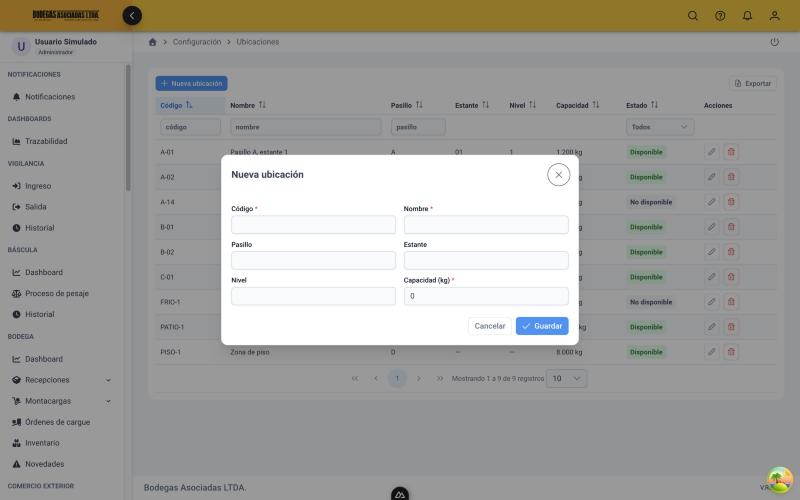 BODEGAS ASOCIADAS LTDA.
U
Usuario Simulado
Administrador
Configuración
Ubicaciones
NOTIFICACIONES
Notificaciones
DASHBOARDS
Trazabilidad
VIGILANCIA
Ingreso
Salida
Historial
BÁSCULA
Dashboard
Proceso de pesaje
Historial
BODEGA
Dashboard
Recepciones
Montacargas
Órdenes de cargue
Inventario
Novedades
COMERCIO EXTERIOR
+ Nueva ubicación
Exportar
Código Nombre Pasillo Estante Nivel Capacidad Estado Acciones
código nombre pasillo Todos
A-01 Pasillo A, estante 1 A 01 1 1.200 kg Disponible
A-02 Disponible
A-14 No disponible
B-01 Disponible
B-02 Disponible
C-01 Disponible
FRIO-1 No disponible
PATIO-1 kg Disponible
PISO-1 Zona de piso D — — 8.000 kg Disponible
Nueva ubicación
Código * Nombre *
Pasillo Estante
Nivel Capacidad (kg) *
0
Cancelar Guardar
1
Mostrando 1 a 9 de 9 registros 10
Bodegas Asociadas LTDA.